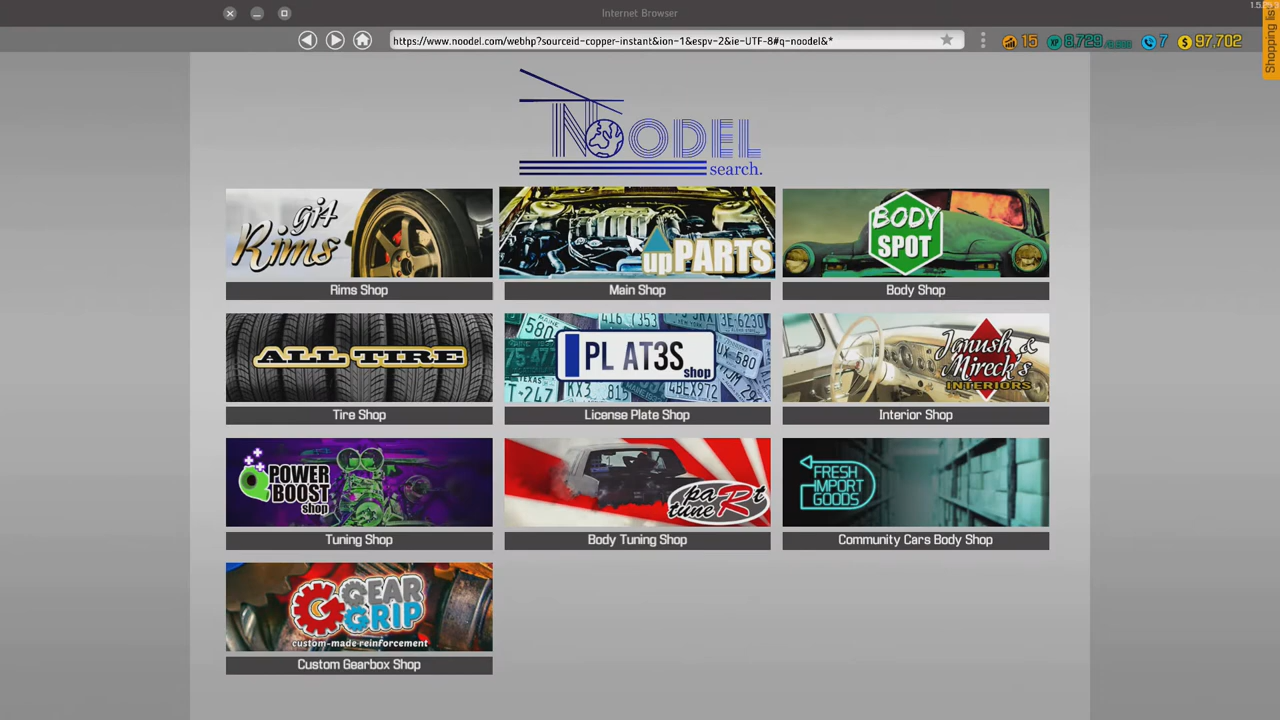 Internet Browser
1.5.25
https://www.noodel.com/webhp?sourceid-copper-instant&ion-1&espv-2&ie-UTF-8#q-noodel&*
15
8,729
7
97,702
Shopping list
NOODEL
search.
gj4
Rims
upPARTS
BODY
SPOT
Rims Shop
Main Shop
Body Shop
ALL TIRE
PL AT3S
shop
Janush &
Mireck's
INTERIORS
Tire Shop
License Plate Shop
Interior Shop
POWER
BOOST
shop
paRt
tune
FRESH
IMPORT
GOODS
Tuning Shop
Body Tuning Shop
Community Cars Body Shop
GEAR
GRIP
custom-made reinforcement
Custom Gearbox Shop